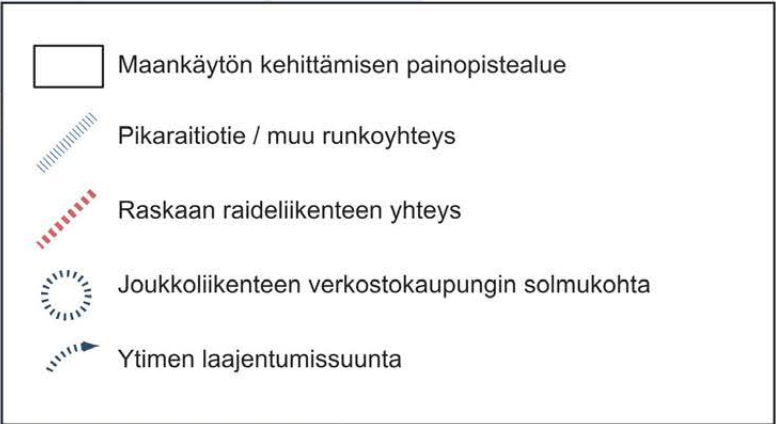 Maankäytön kehittämisen painopistealue
Pikaraitiotie / muu runkoyhteys
Raskaan raideliikenteen yhteys
Joukkoliikenteen verkostokaupungin solmukohta
Ytimen laajentumissuunta